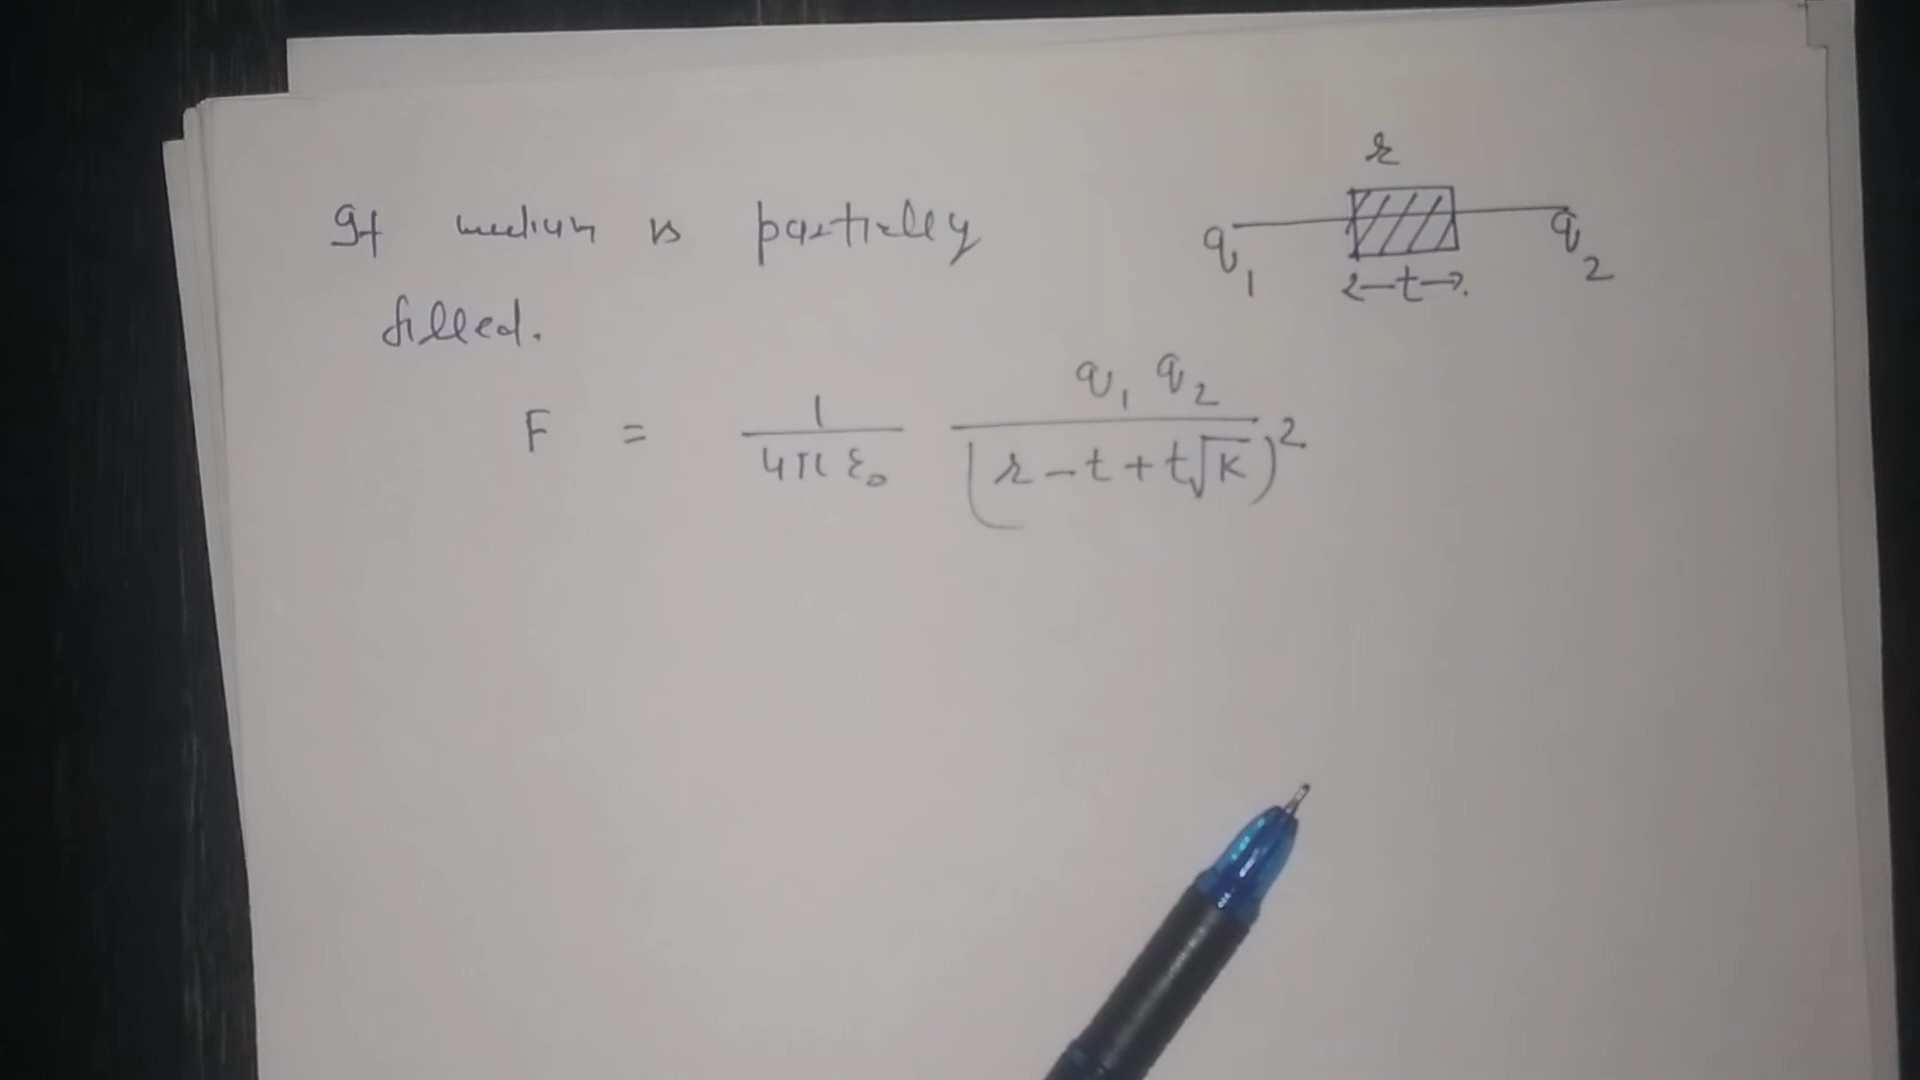 If medium is partially
filled.
r
q₁ q₂
←t→
F = 1/(4πε₀) q₁ q₂/(r-t+t√K)²